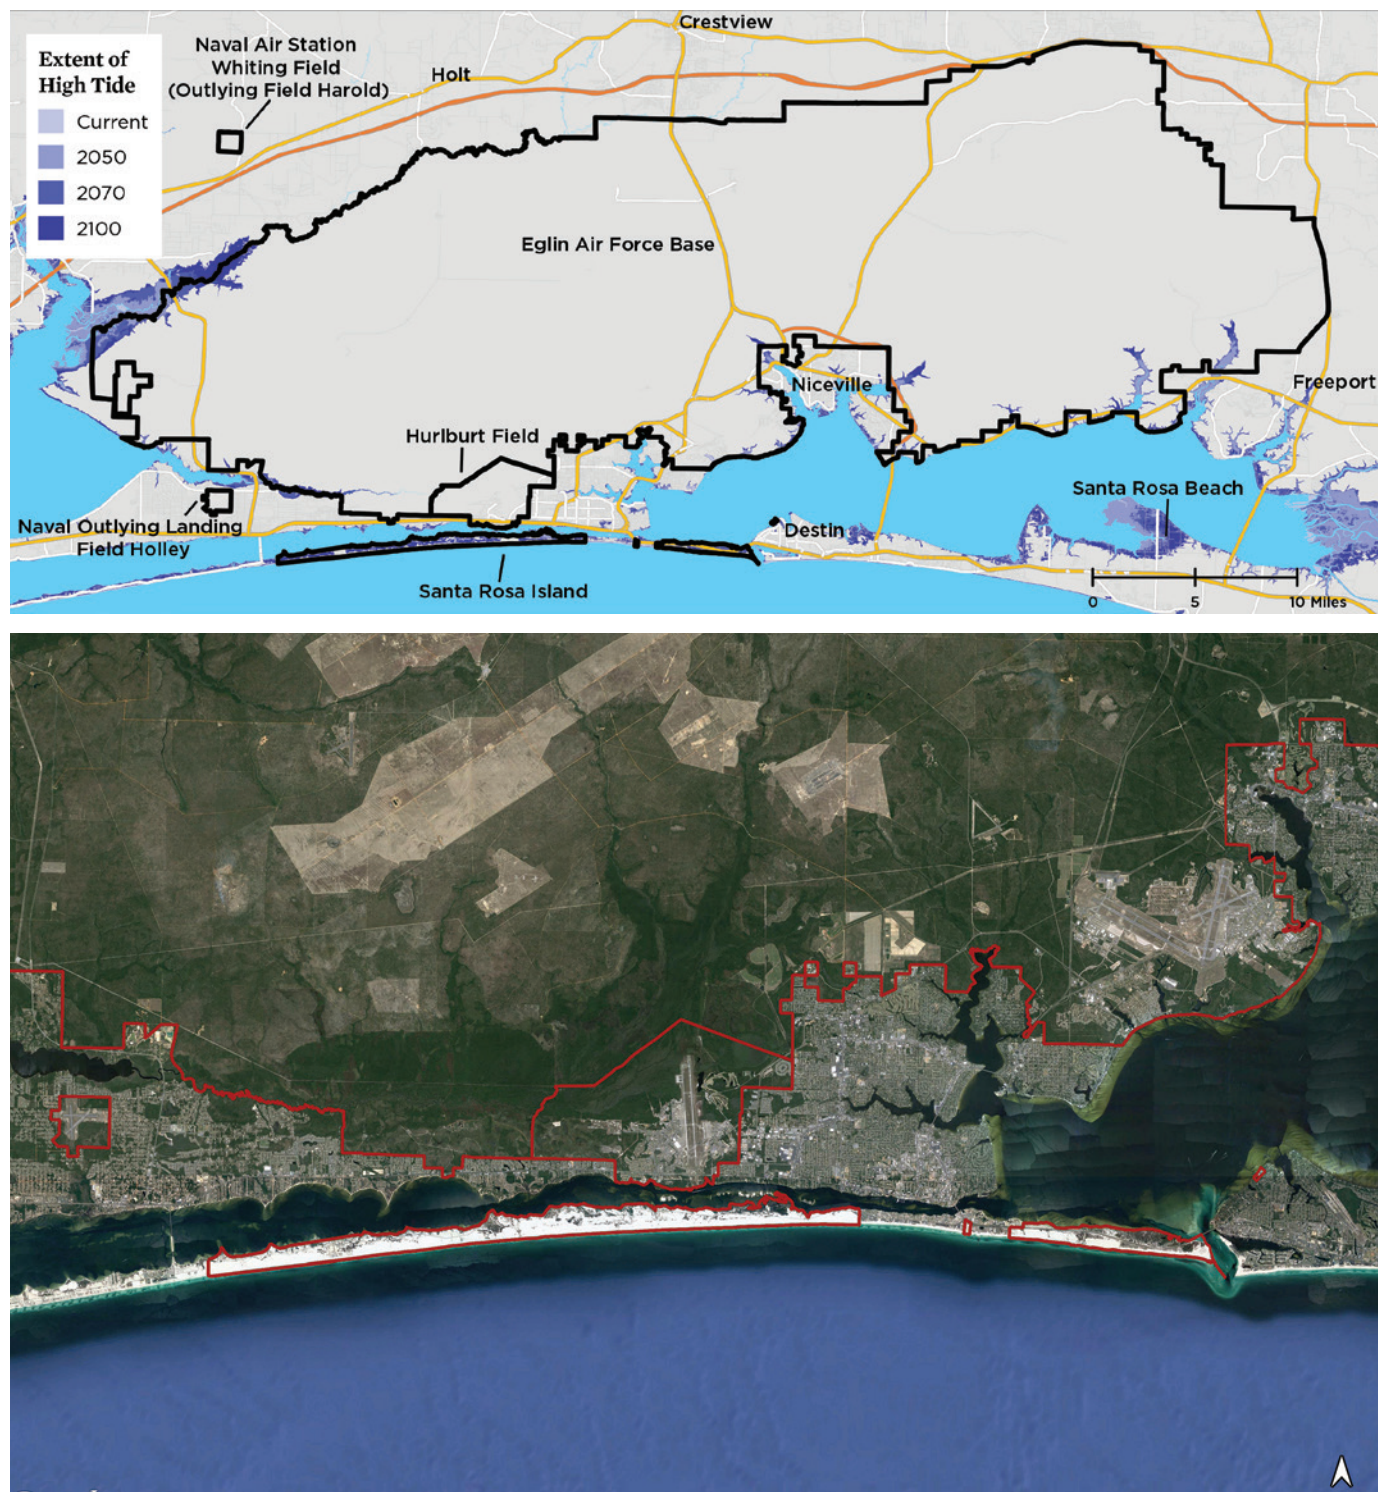 Crestview
Extent of
High Tide
Current
2050
2070
2100
Naval Air Station
Whiting Field
(Outlying Field Harold)
Holt
Eglin Air Force Base
Niceville
Freeport
Hurlburt Field
Santa Rosa Beach
Naval Outlying Landing
Field Holley
Destin
Santa Rosa Island
0 5 10 Miles